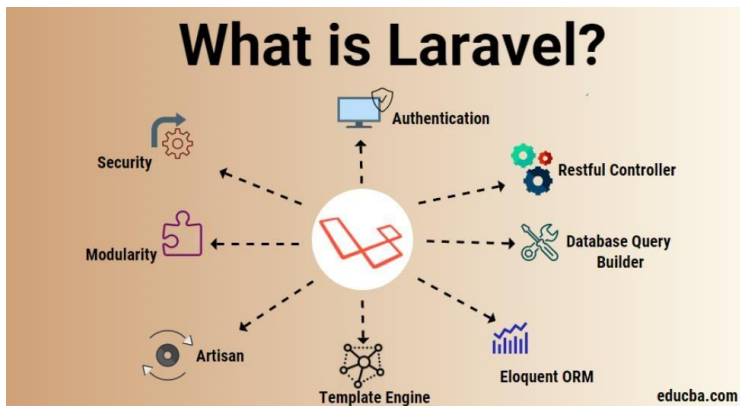 What is Laravel?
Authentication
Security
Restful Controller
Modularity
Database Query
Builder
Artisan
Template Engine
Eloquent ORM
educba.com